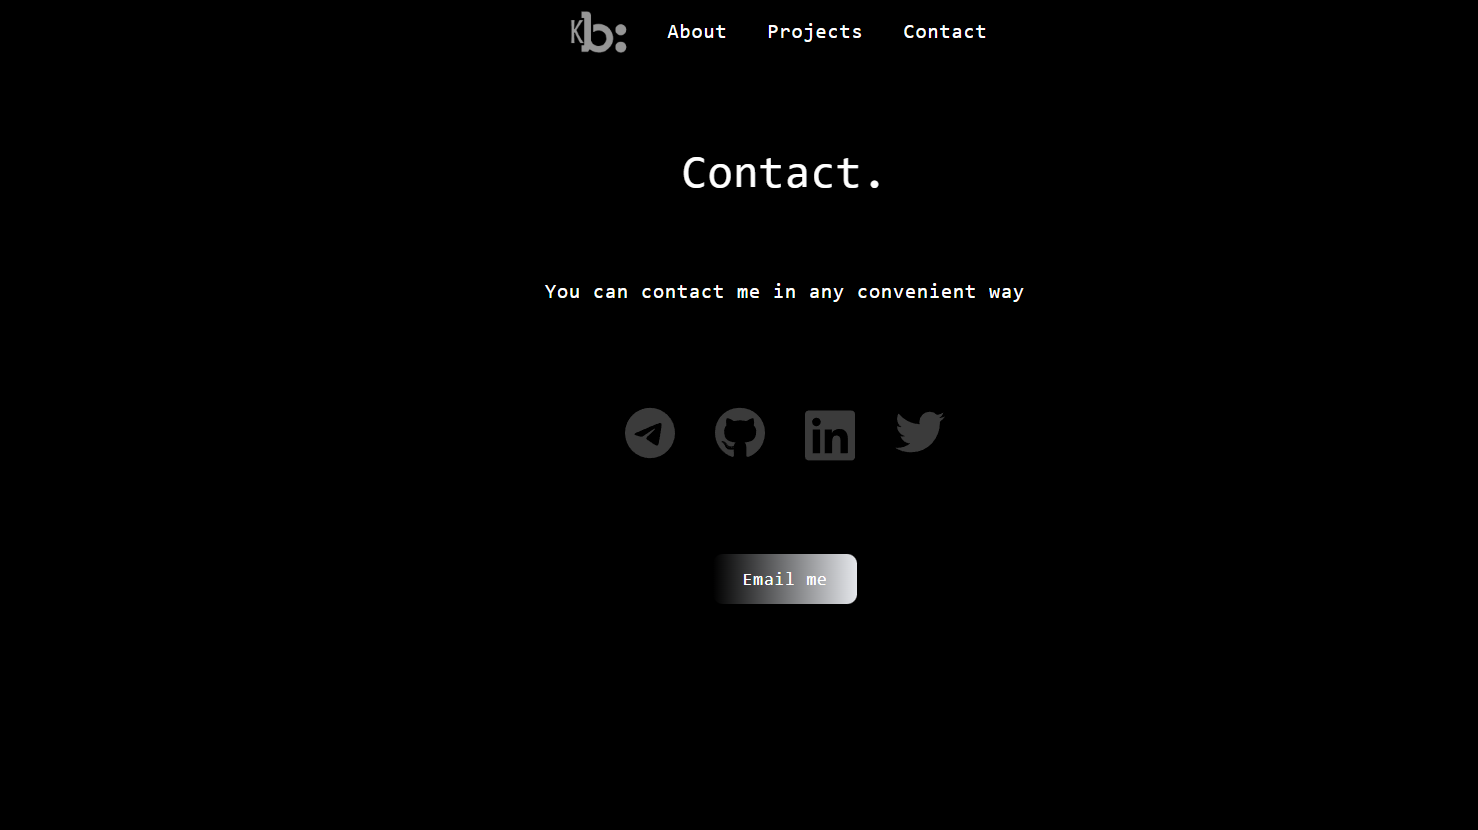 Kb: About Projects Contact
Contact.
You can contact me in any convenient way
in
Email me